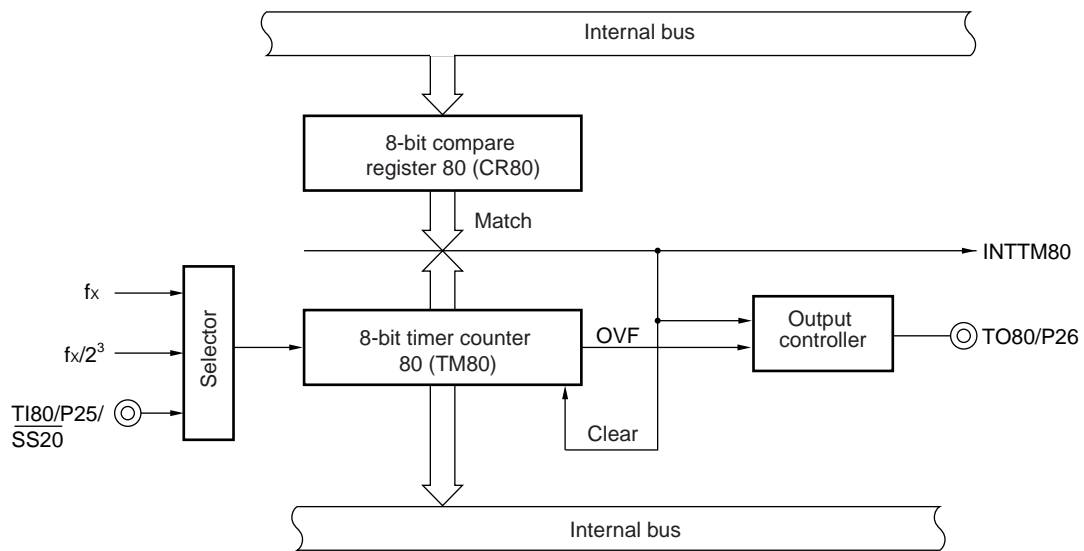 Internal bus
8-bit compare
register 80 (CR80)
Match
INTTM80
fX
fX/2³
TI80/P25/
SS20
Selector
8-bit timer counter
80 (TM80)
OVF
Clear
Output
controller
TO80/P26
Internal bus